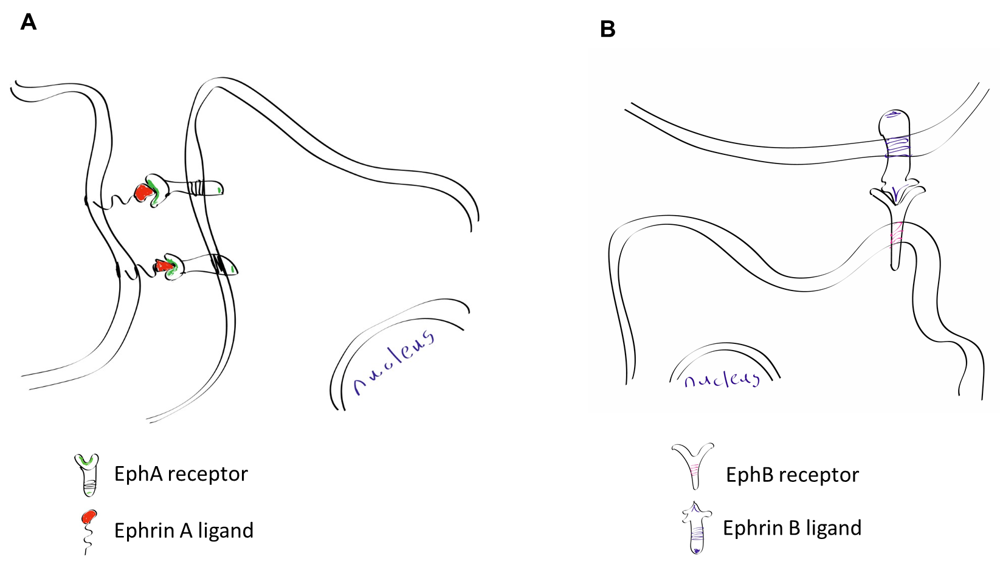 A
B
nucleus
nucleus
EphA receptor
Ephrin A ligand
EphB receptor
Ephrin B ligand